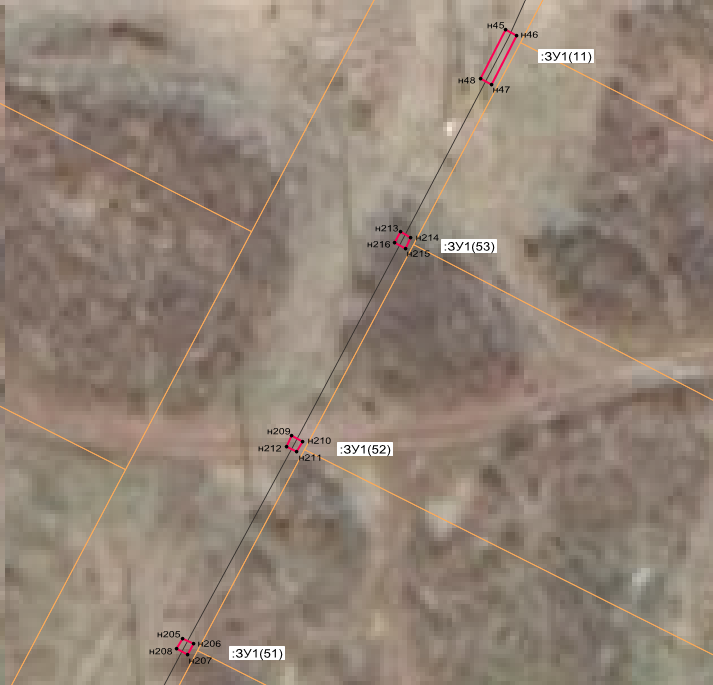 н45
н46
:ЗУ1(11)
н48
н47
н213
н214
н216
:ЗУ1(53)
н215
н209
н210
н212
:ЗУ1(52)
н211
н205
н206
н208
:ЗУ1(51)
н207